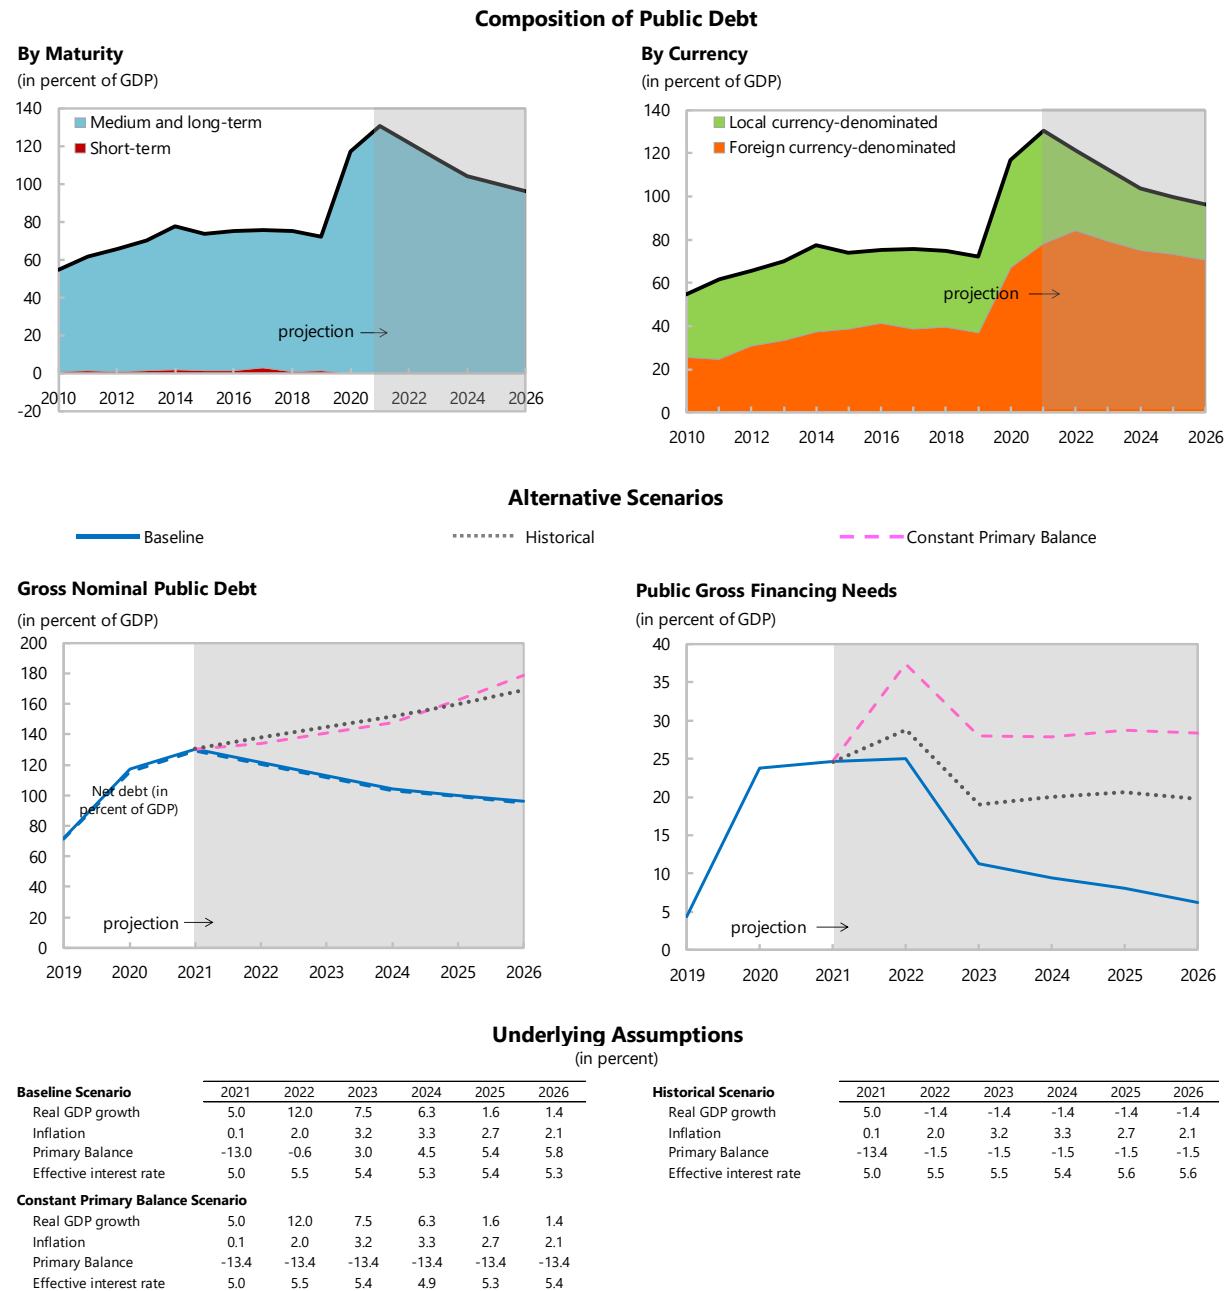 Composition of Public Debt
By Maturity
(in percent of GDP)
140
120
100
80
60
40
20
0
-20
Medium and long-term
Short-term
projection
2010 2012 2014 2016 2018 2020 2022 2024 2026
By Currency
(in percent of GDP)
140
120
100
80
60
40
20
0
Local currency-denominated
Foreign currency-denominated
projection
2010 2012 2014 2016 2018 2020 2022 2024 2026
Alternative Scenarios
Baseline Historical Constant Primary Balance
Gross Nominal Public Debt
(in percent of GDP)
200
180
160
140
120
100
80
60
40
20
0
Net debt (in
percent of GDP)
projection
2019 2020 2021 2022 2023 2024 2025 2026
Public Gross Financing Needs
(in percent of GDP)
40
35
30
25
20
15
10
5
0
projection
2019 2020 2021 2022 2023 2024 2025 2026
Underlying Assumptions
(in percent)
Baseline Scenario 2021 2022 2023 2024 2025 2026
Real GDP growth 5.0 12.0 7.5 6.3 1.6 1.4
Inflation 0.1 2.0 3.2 3.3 2.7 2.1
Primary Balance -13.0 -0.6 3.0 4.5 5.4 5.8
Effective interest rate 5.0 5.5 5.4 5.3 5.4 5.3
Constant Primary Balance Scenario
Real GDP growth 5.0 12.0 7.5 6.3 1.6 1.4
Inflation 0.1 2.0 3.2 3.3 2.7 2.1
Primary Balance -13.4 -13.4 -13.4 -13.4 -13.4 -13.4
Effective interest rate 5.0 5.5 5.4 4.9 5.3 5.4
Historical Scenario 2021 2022 2023 2024 2025 2026
Real GDP growth 5.0 -1.4 -1.4 -1.4 -1.4 -1.4
Inflation 0.1 2.0 3.2 3.3 2.7 2.1
Primary Balance -13.4 -1.5 -1.5 -1.5 -1.5 -1.5
Effective interest rate 5.0 5.5 5.5 5.4 5.6 5.6